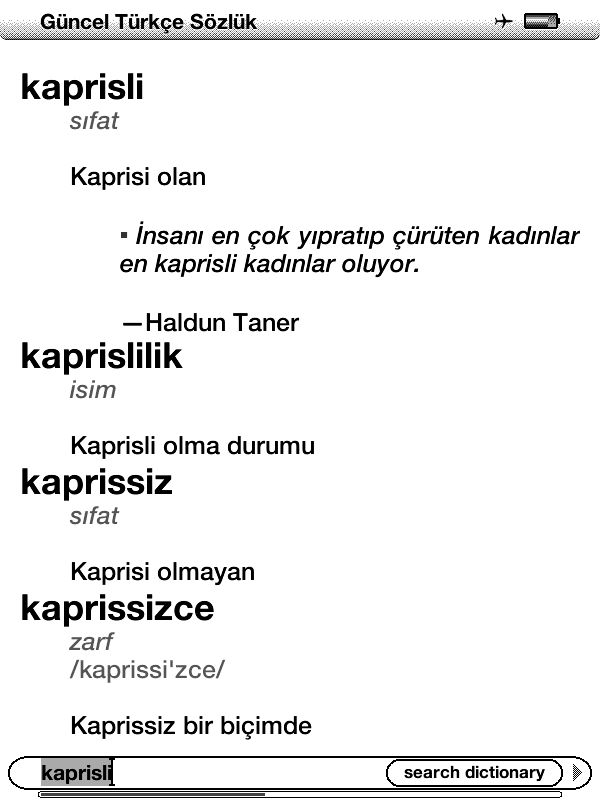 Güncel Türkçe Sözlük
kaprisli
sıfat
Kaprisi olan
▪ İnsanı en çok yıpratıp çürüten kadınlar
en kaprisli kadınlar oluyor.
—Haldun Taner
kaprislilik
isim
Kaprisli olma durumu
kaprissiz
sıfat
Kaprisi olmayan
kaprissizce
zarf
/kaprissi'zce/
Kaprissiz bir biçimde
kaprisli
search dictionary